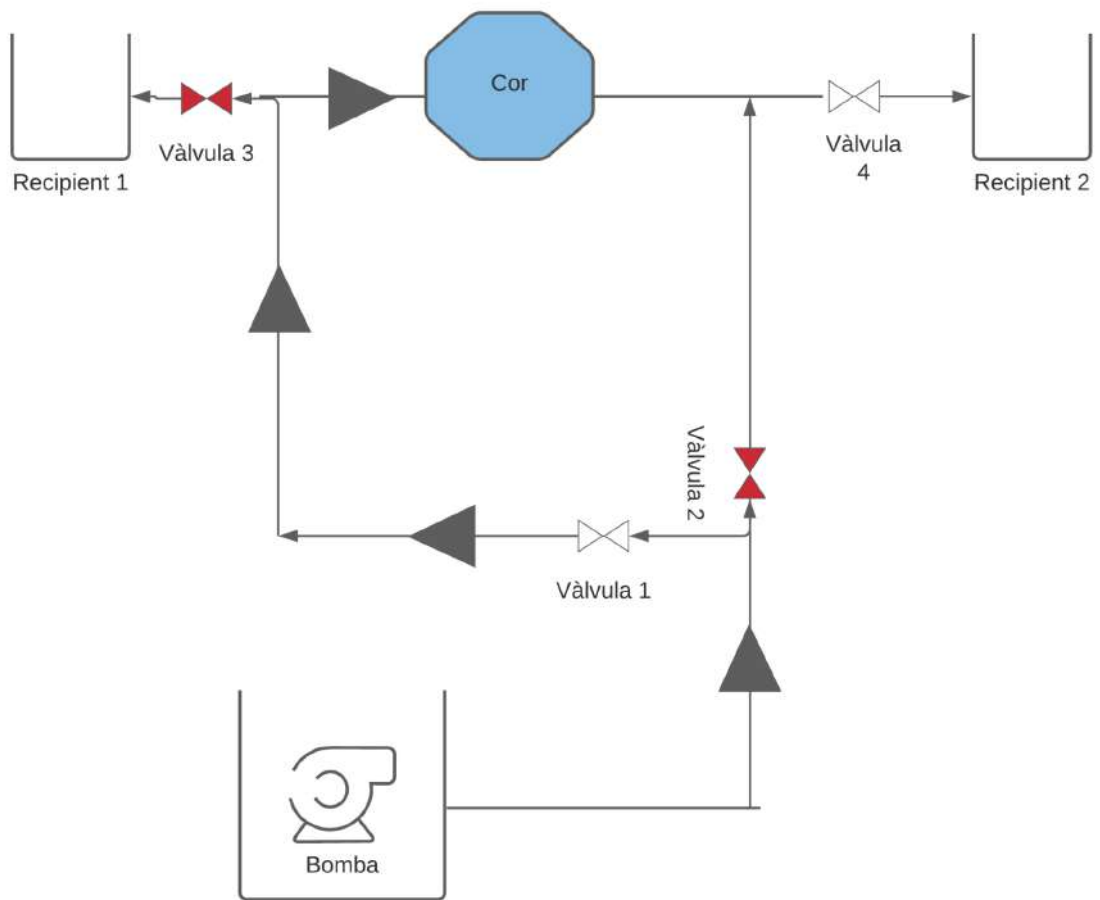 Cor
Vàlvula 3
Vàlvula
4
Recipient 1
Recipient 2
Vàlvula 2
Vàlvula 1
Bomba